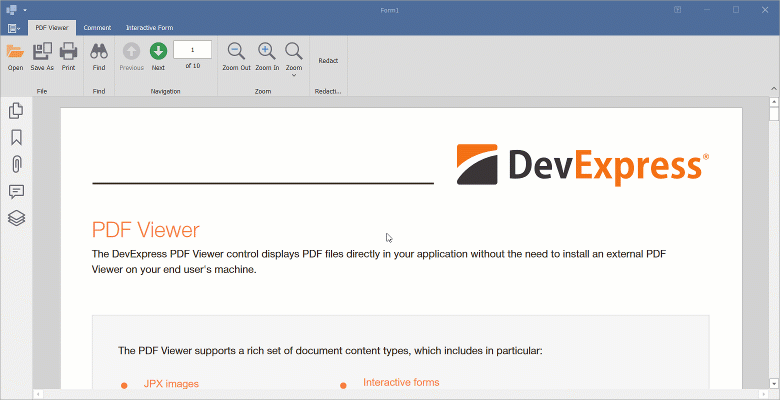 Form1
PDF Viewer Comment Interactive Form
1
of 10
Open Save As Print Find Previous Next Zoom Out Zoom In Zoom Redact
File Find Navigation Zoom Redacti...
DevExpress®
PDF Viewer
The DevExpress PDF Viewer control displays PDF files directly in your application without the need to install an external PDF
Viewer on your end user's machine.
The PDF Viewer supports a rich set of document content types, which includes in particular:
JPX images Interactive forms